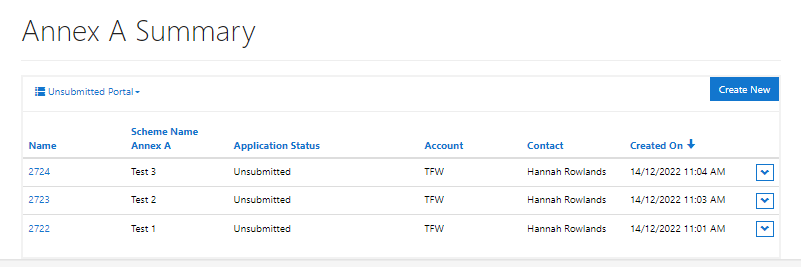 Annex A Summary
Unsubmitted Portal
Create New
Name Scheme Name Annex A Application Status Account Contact Created On
2724 Test 3 Unsubmitted TFW Hannah Rowlands 14/12/2022 11:04 AM
2723 Test 2 Unsubmitted TFW Hannah Rowlands 14/12/2022 11:03 AM
2722 Test 1 Unsubmitted TFW Hannah Rowlands 14/12/2022 11:01 AM